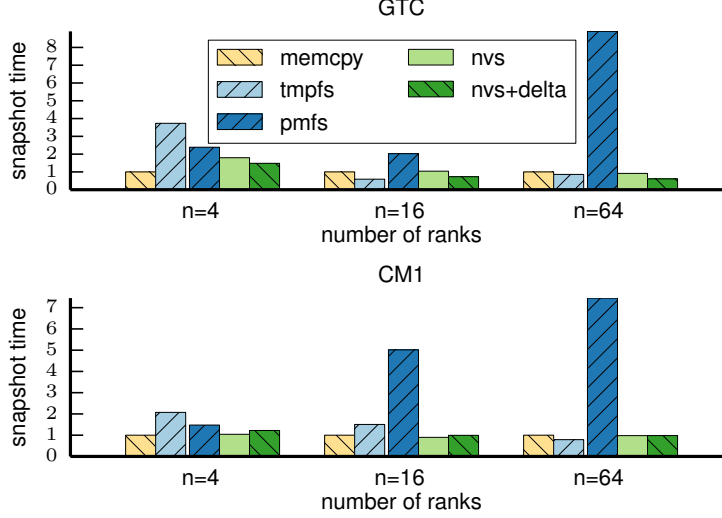 GTC
snapshot time
8
7
6
5
4
3
2
1
0
memcpy
tmpfs
pmfs
nvs
nvs+delta
n=4 n=16 n=64
number of ranks
CM1
snapshot time
7
6
5
4
3
2
1
0
n=4 n=16 n=64
number of ranks